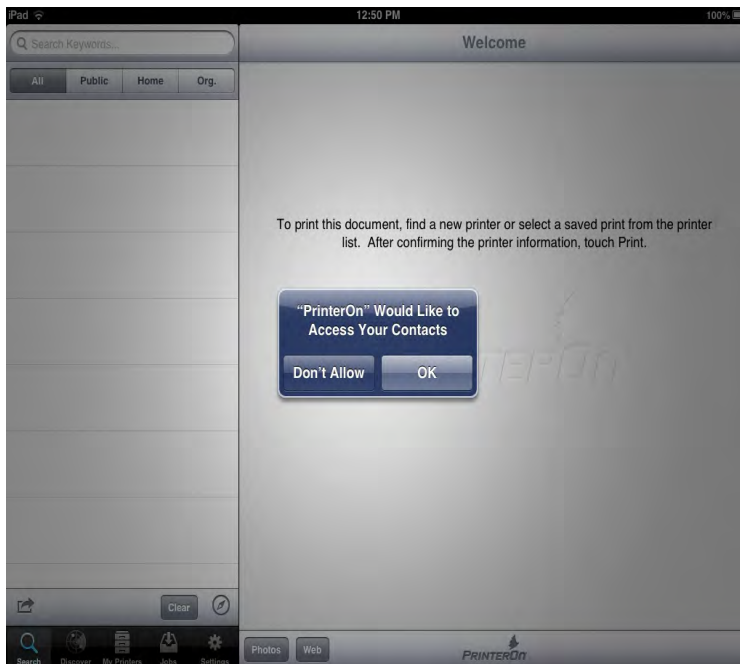 iPad 12:50 PM 100%
Search Keywords...
Welcome
All Public Home Org.
To print this document, find a new printer or select a saved print from the printer
list. After confirming the printer information, touch Print.
“PrinterOn” Would Like to
Access Your Contacts
Don't Allow OK
PRINTERON
Clear
Photos Web
PRINTERON
Search Discover My Printers Jobs Settings